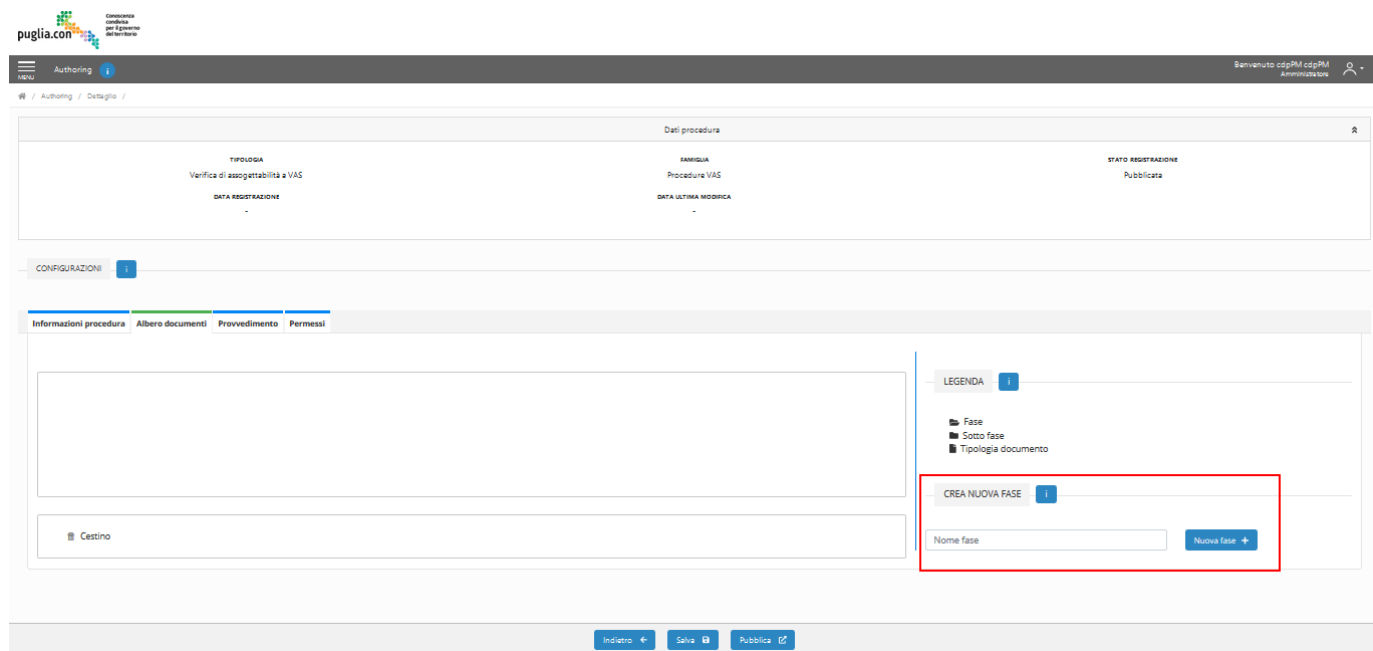 puglia.con
Conoscenza
condivisa
per il governo
del territorio
MENU
Authoring i
Benvenuto cdpPM cdpPM
Amministratore
/ Authoring / Dettaglio /
Dati procedura
TIPOLOGIA
Verifica di assogettabilità a VAS
FAMIGLIA
Procedure VAS
STATO REGISTRAZIONE
Pubblicata
DATA REGISTRAZIONE
-
DATA ULTIMA MODIFICA
-
CONFIGURAZIONI i
Informazioni procedura Albero documenti Provvedimento Permessi
Cestino
LEGENDA i
Fase
Sotto fase
Tipologia documento
CREA NUOVA FASE i
Nome fase
Nuova fase +
Indietro Salva Pubblica